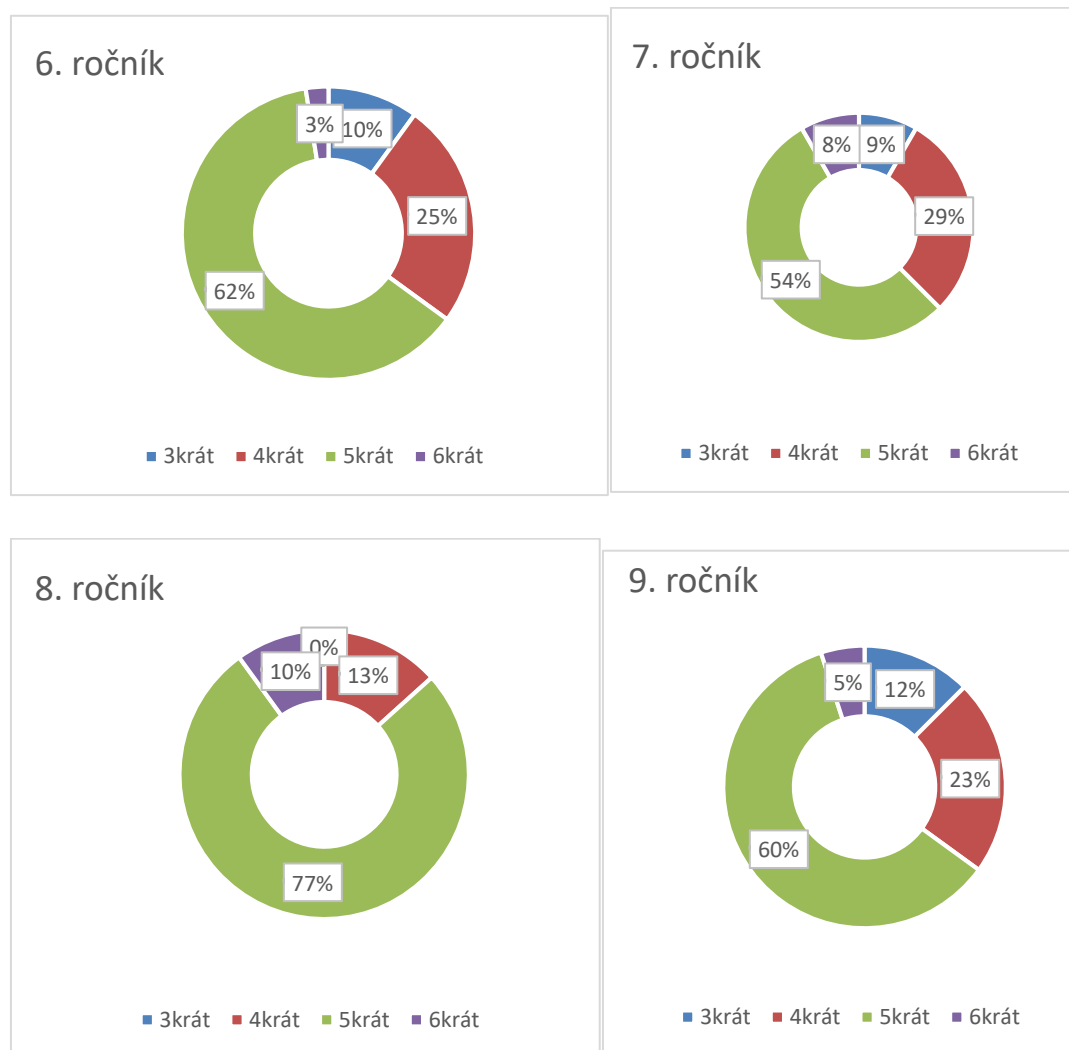 6. ročník
3%
10%
25%
62%
3krát 4krát 5krát 6krát
7. ročník
8%
9%
29%
54%
3krát 4krát 5krát 6krát
8. ročník
0%
10%
13%
77%
3krát 4krát 5krát 6krát
9. ročník
5%
12%
23%
60%
3krát 4krát 5krát 6krát